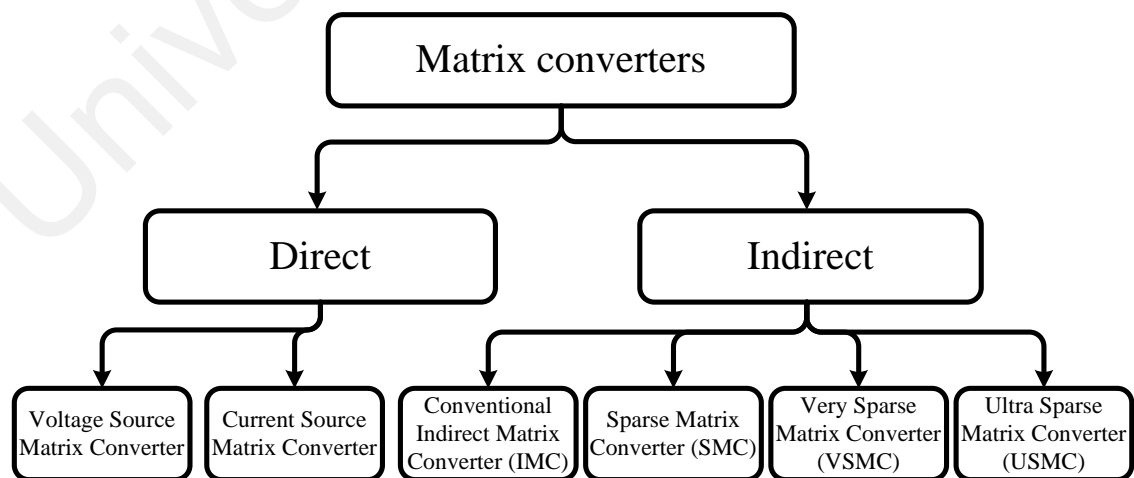 Unive
Matrix converters
Direct
Indirect
Voltage Source
Matrix Converter
Current Source
Matrix Converter
Conventional
Indirect Matrix
Converter (IMC)
Sparse Matrix
Converter (SMC)
Very Sparse
Matrix Converter
(VSMC)
Ultra Sparse
Matrix Converter
(USMC)